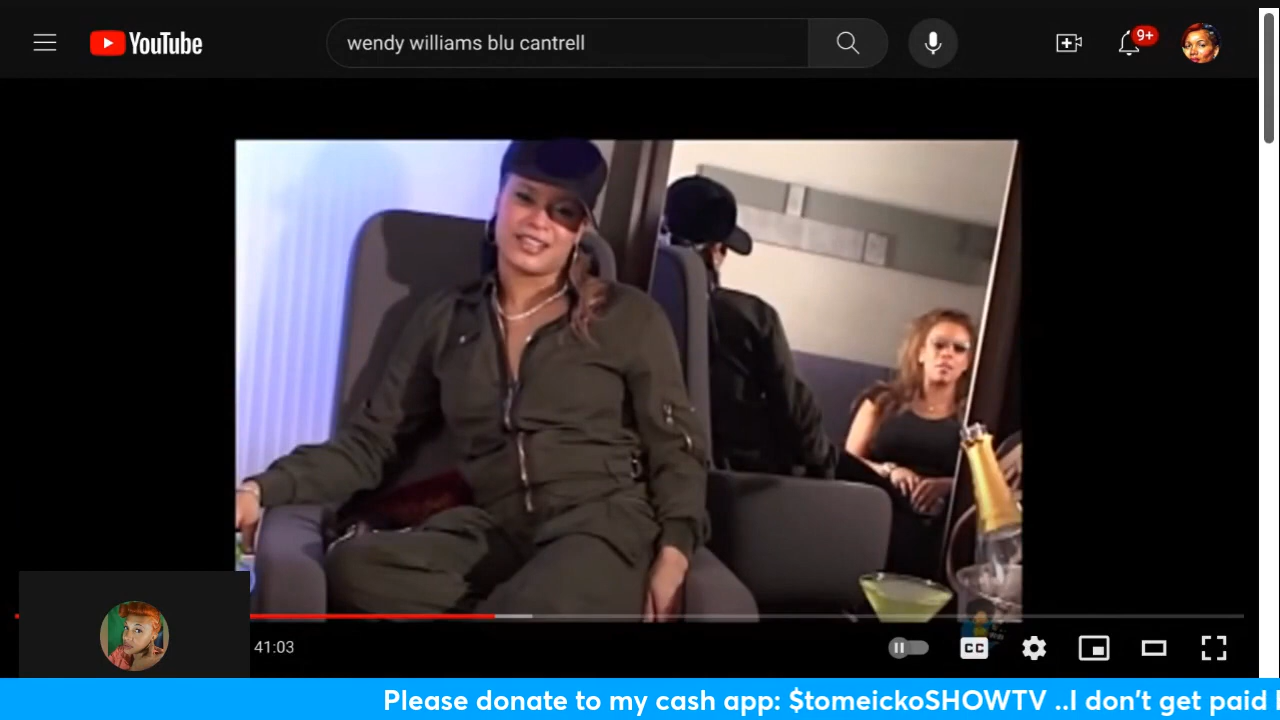 YouTube
wendy williams blu cantrell
9+
41:03
CC
Please donate to my cash app: $tomeickoSHOWTV ..I don't get paid